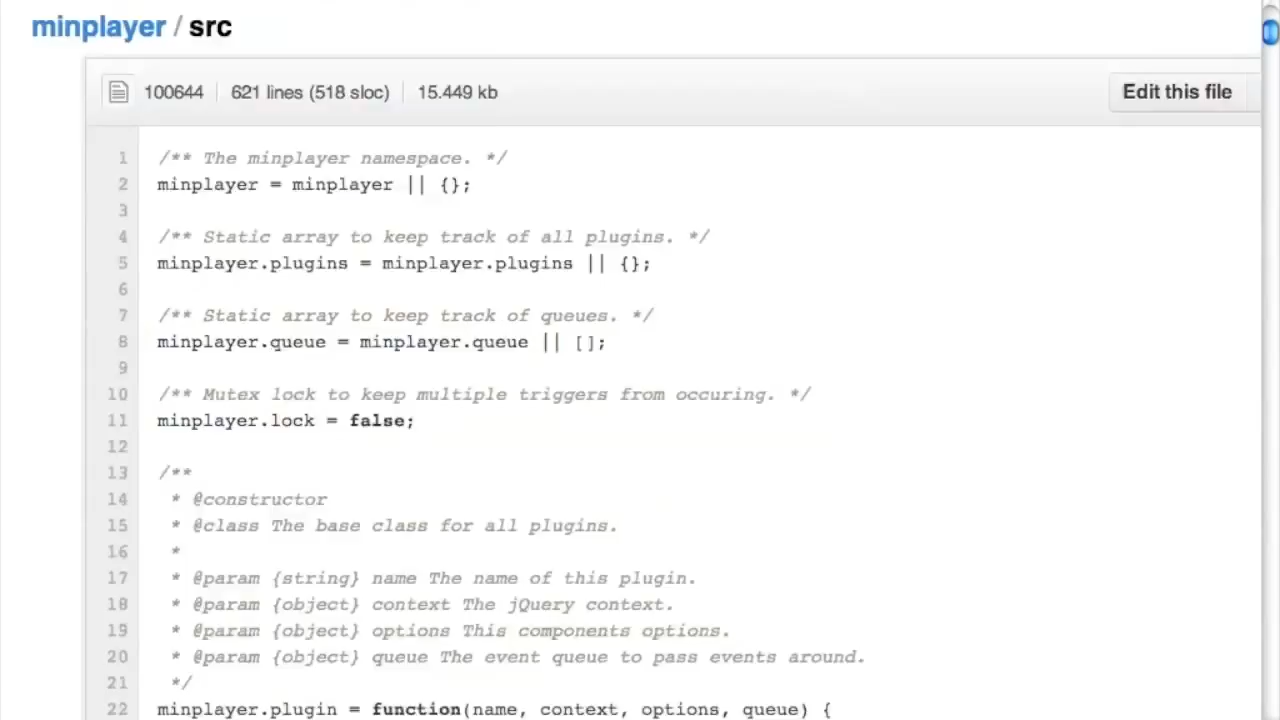 minplayer / src
100644 621 lines (518 sloc) 15.449 kb Edit this file
1 /** The minplayer namespace. */
2 minplayer = minplayer || {};
3
4 /** Static array to keep track of all plugins. */
5 minplayer.plugins = minplayer.plugins || {};
6
7 /** Static array to keep track of queues. */
8 minplayer.queue = minplayer.queue || [];
9
10 /** Mutex lock to keep multiple triggers from occuring. */
11 minplayer.lock = false;
12
13 /**
14 * @constructor
15 * @class The base class for all plugins.
16 *
17 * @param {string} name The name of this plugin.
18 * @param {object} context The jQuery context.
19 * @param {object} options This components options.
20 * @param {object} queue The event queue to pass events around.
21 */
22 minplayer.plugin = function(name, context, options, queue) {